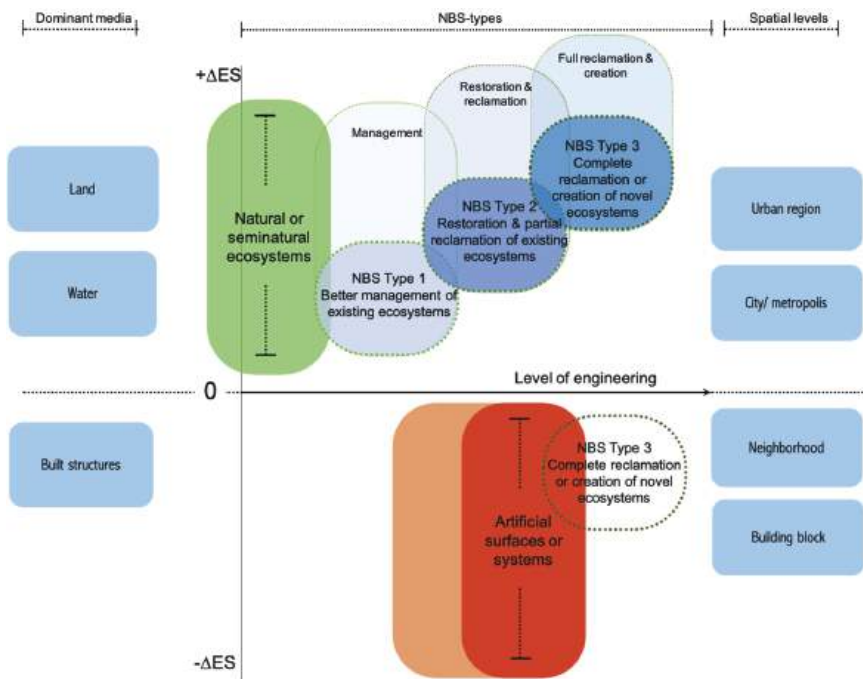 Dominant media
NBS-types
Spatial levels
+ΔES
Full reclamation &
creation
Restoration &
reclamation
Management
NBS Type 3
Complete
reclamation or
creation of novel
ecosystems
Land
Natural or
seminatural
ecosystems
NBS Type 2
Restoration & partial
reclamation of existing
ecosystems
Urban region
Water
NBS Type 1
Better management of
existing ecosystems
City/ metropolis
0
Level of engineering
Built structures
NBS Type 3
Complete reclamation
or creation of novel
ecosystems
Neighborhood
Artificial
surfaces or
systems
Building block
-ΔES